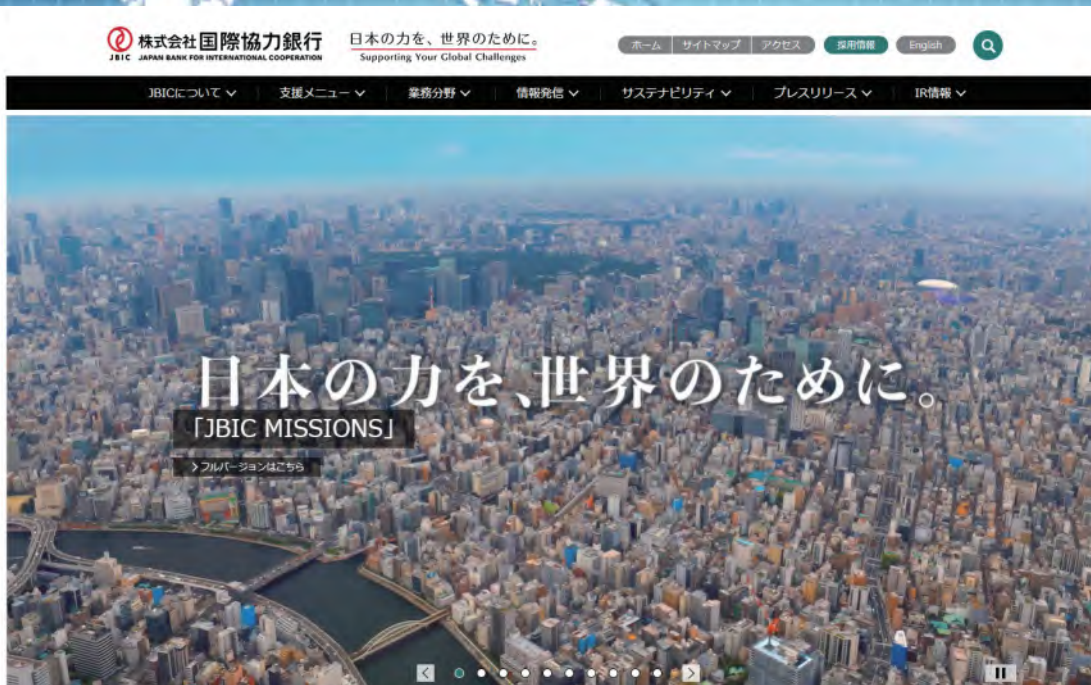 株式会社国際協力銀行
JBIC JAPAN BANK FOR INTERNATIONAL COOPERATION
日本の力を、世界のために。
Supporting Your Global Challenges
ホーム サイトマップ アクセス 採用情報 English
JBICについて 支援メニュー 業務分野 情報発信 サステナビリティ プレスリリース IR情報
日本の力を、世界のために。
「JBIC MISSIONS」
フルバージョンはこちら